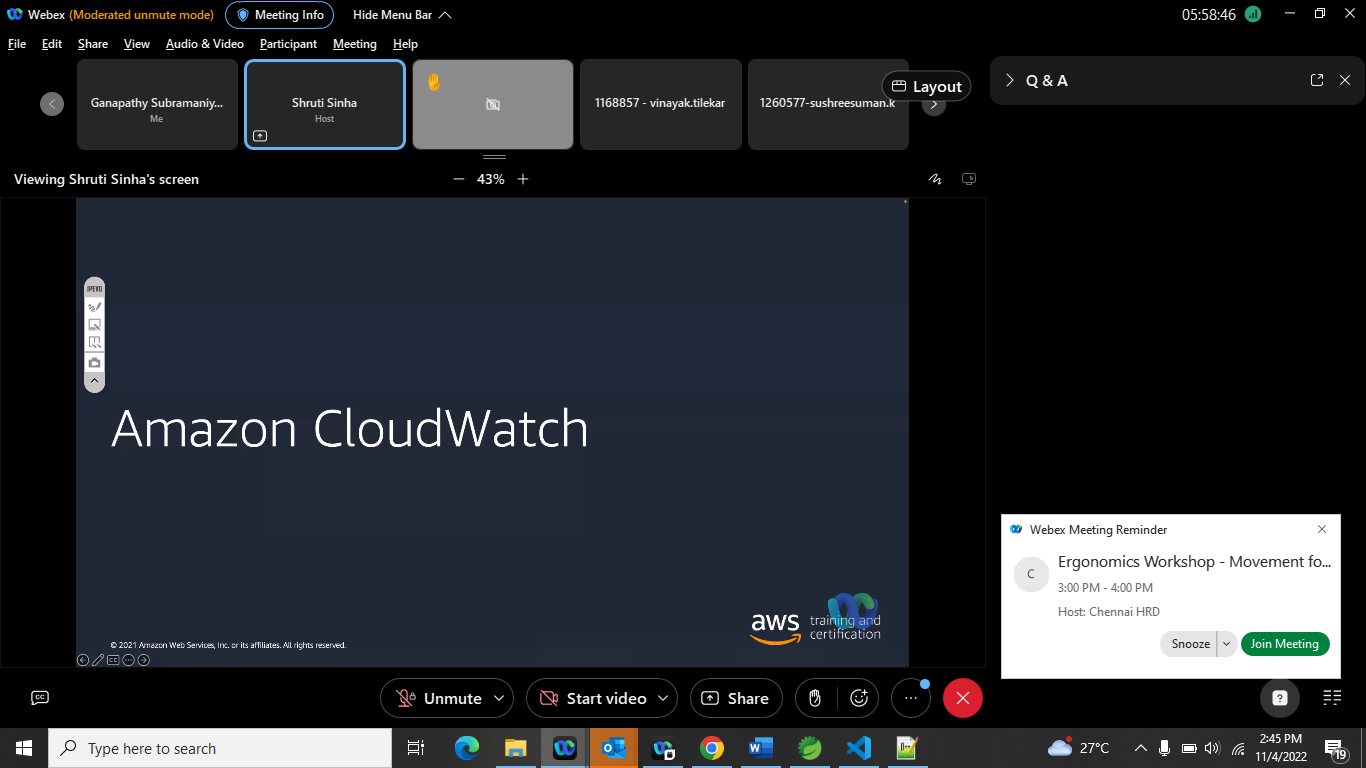 Webex (Moderated unmute mode) Meeting Info Hide Menu Bar 05:58:46
File Edit Share View Audio & Video Participant Meeting Help
Ganapathy Subramaniy...
Me
Shruti Sinha
Host
1168857 - vinayak.tilekar
1260577-sushreesuman.k
Layout
Q & A
Viewing Shruti Sinha's screen
43%
IPEVO
Amazon CloudWatch
aws training and
certification
© 2021 Amazon Web Services, Inc. or its affiliates. All rights reserved.
CC
Webex Meeting Reminder
C
Ergonomics Workshop - Movement fo...
3:00 PM - 4:00 PM
Host: Chennai HRD
Snooze Join Meeting
CC Unmute Start video Share
Type here to search
27°C
2:45 PM
11/4/2022
19